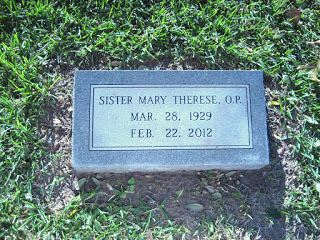 SISTER MARY THERESE, O.P.
MAR. 28, 1929
FEB. 22, 2012